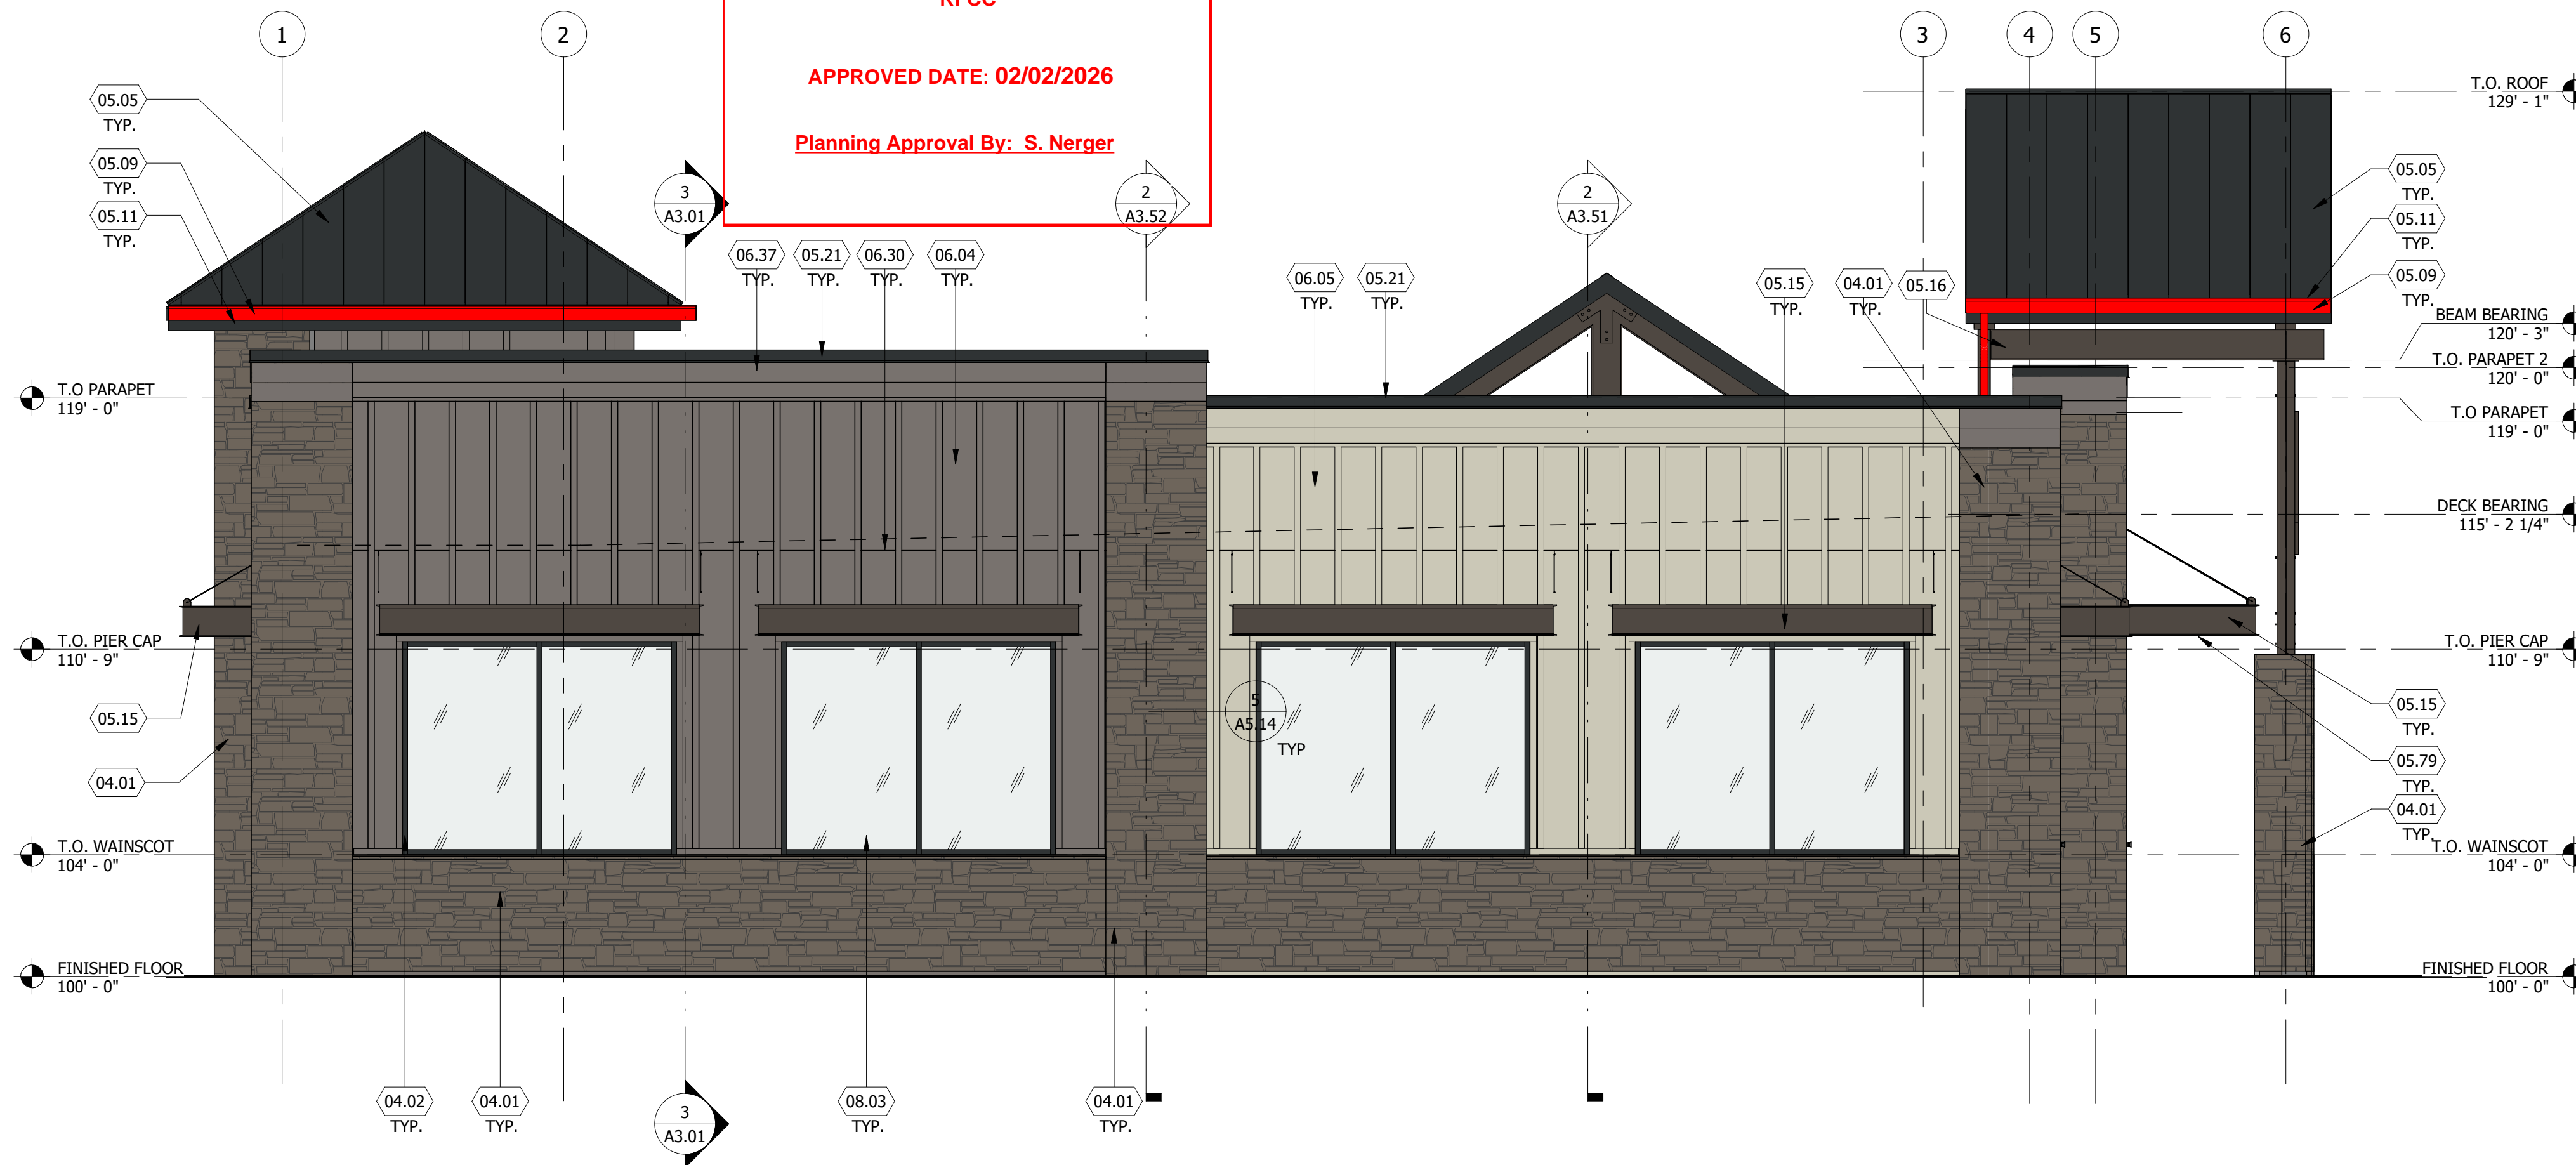 RPCC
APPROVED DATE: 02/02/2026
Planning Approval By: S. Nerger
1
2
3
4
5
6
05.05
TYP.
05.09
TYP.
05.11
TYP.
3
A3.01
2
A3.52
2
A3.51
06.37
TYP.
05.21
TYP.
06.30
TYP.
06.04
TYP.
06.05
TYP.
05.21
TYP.
05.15
TYP.
04.01
TYP.
05.16
T.O. ROOF
129' - 1"
05.05
TYP.
05.11
TYP.
05.09
TYP.
BEAM BEARING
120' - 3"
T.O. PARAPET 2
120' - 0"
T.O PARAPET
119' - 0"
T.O PARAPET
119' - 0"
DECK BEARING
115' - 2 1/4"
T.O. PIER CAP
110' - 9"
T.O. PIER CAP
110' - 9"
05.15
04.01
5
A5.14
TYP
05.15
TYP.
05.79
TYP.
04.01
TYP.
T.O. WAINSCOT
104' - 0"
T.O. WAINSCOT
104' - 0"
FINISHED FLOOR
100' - 0"
FINISHED FLOOR
100' - 0"
04.02
TYP.
04.01
TYP.
3
A3.01
08.03
TYP.
04.01
TYP.